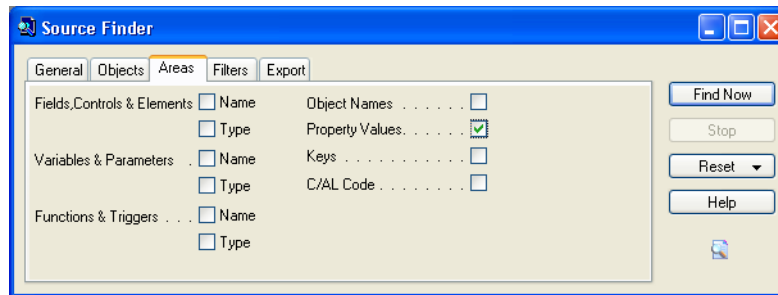 Source Finder
General Objects Areas Filters Export
Fields,Controls & Elements Name
Type
Variables & Parameters . Name
Type
Functions & Triggers . . . Name
Type
Object Names . . . . . .
Property Values. . . . . .
Keys . . . . . . . . . . .
C/AL Code . . . . . . . .
Find Now
Stop
Reset
Help